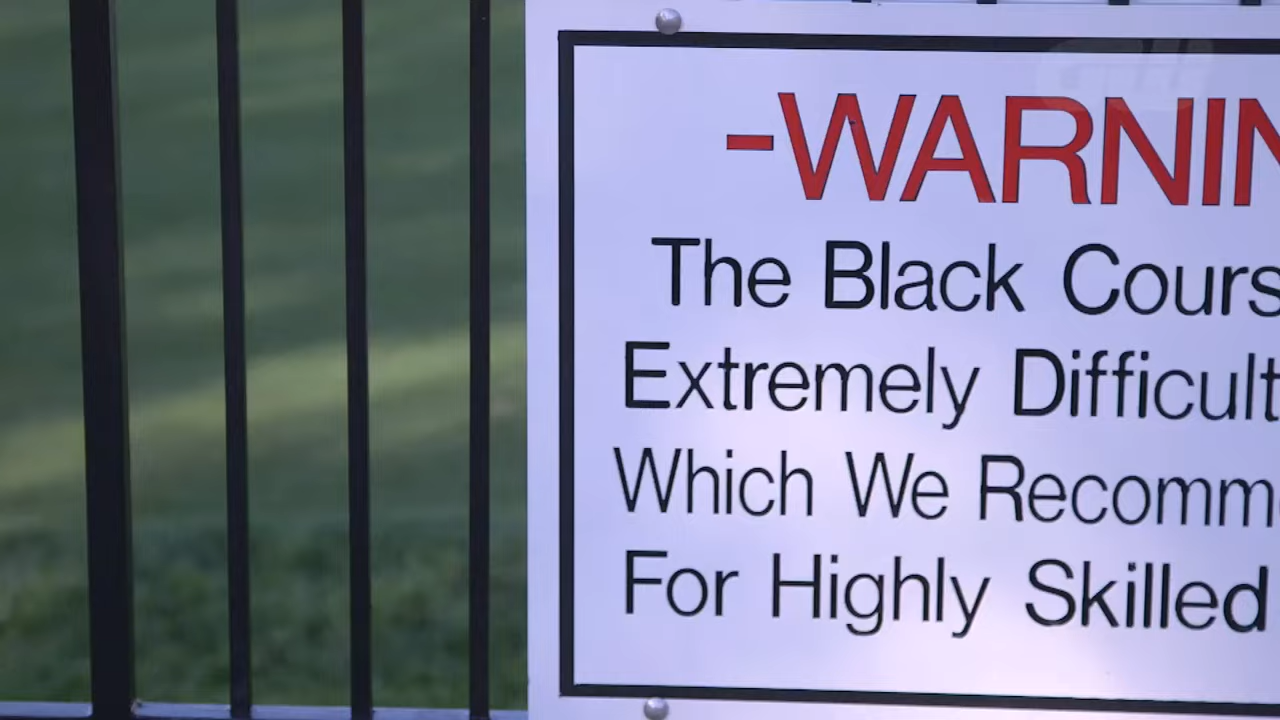 -WARNIN
The Black Cours
Extremely Difficult
Which We Recomm
For Highly Skilled